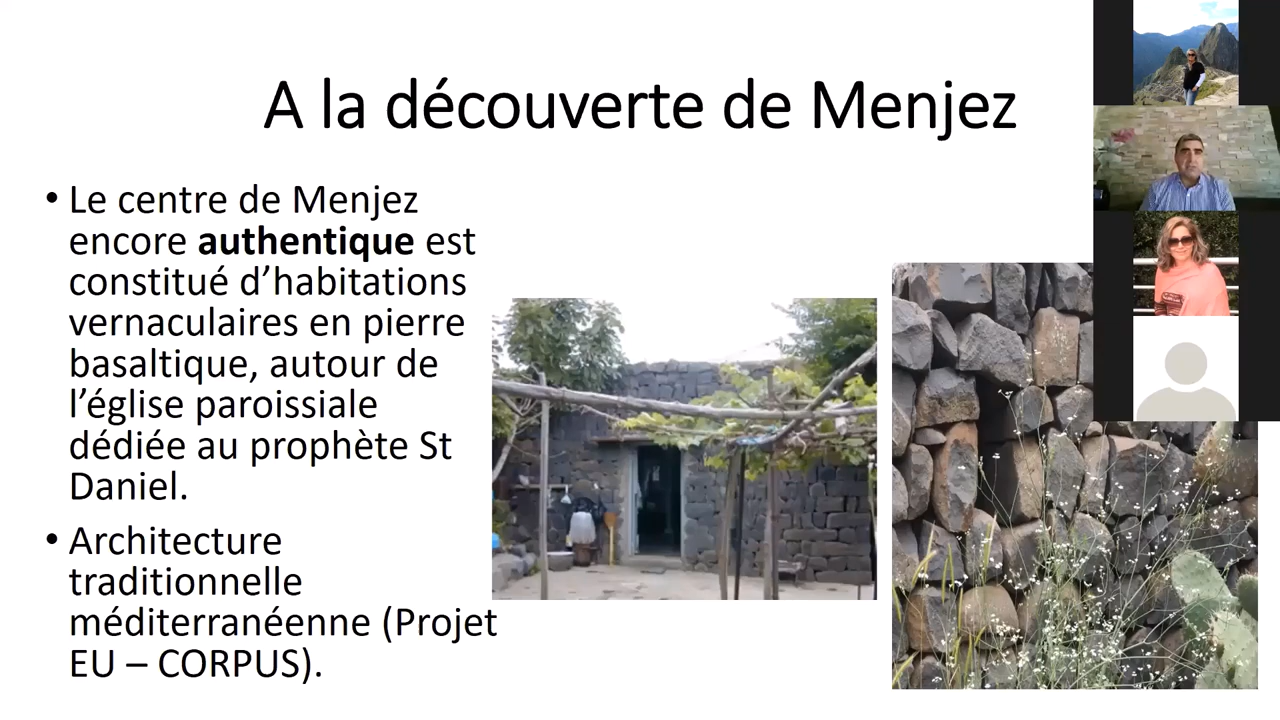 A la découverte de Menjez
• Le centre de Menjez
encore authentique est
constitué d’habitations
vernaculaires en pierre
basaltique, autour de
l’église paroissiale
dédiée au prophète St
Daniel.
• Architecture
traditionnelle
méditerranéenne (Projet
EU – CORPUS).